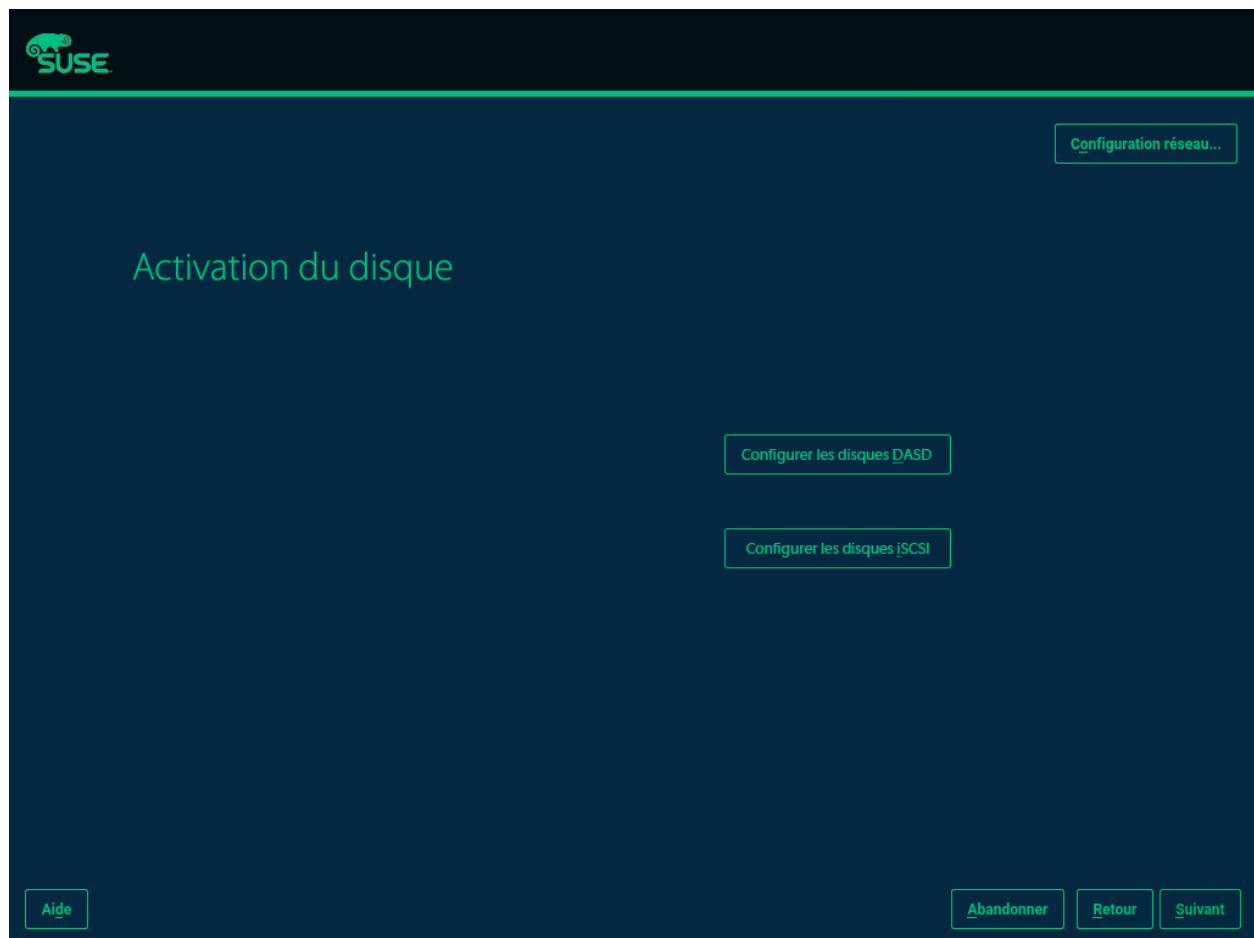 SUSE
Configuration réseau...
Activation du disque
Configurer les disques DASD
Configurer les disques iSCSI
Aide
Abandonner
Retour
Suivant